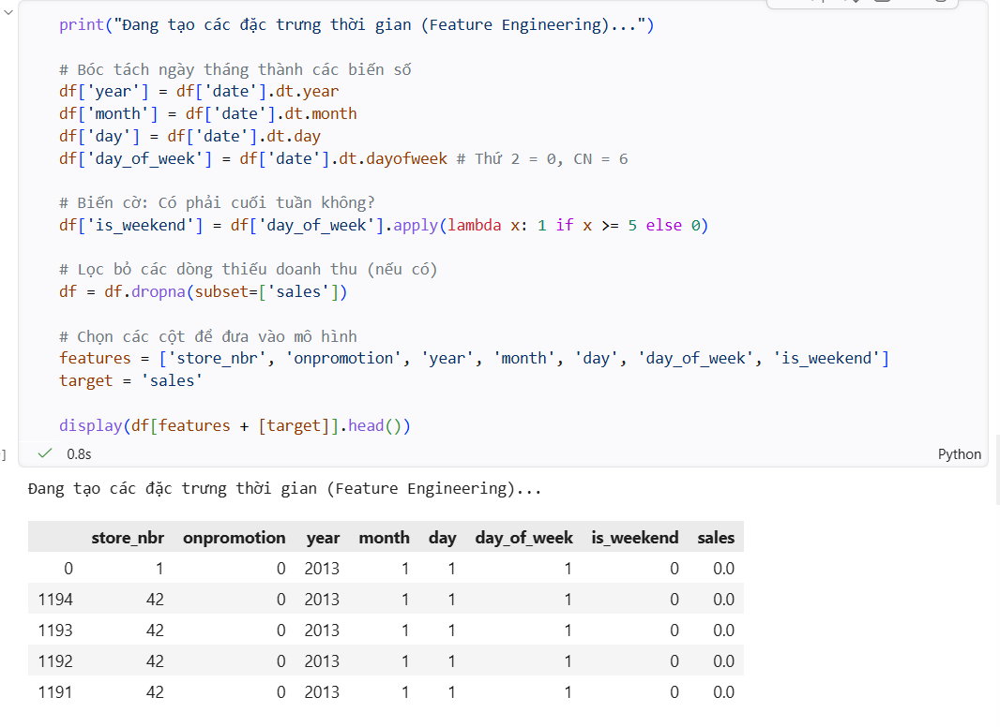 print("Đang tạo các đặc trưng thời gian (Feature Engineering)...")
# Bóc tách ngày tháng thành các biến số
df['year'] = df['date'].dt.year
df['month'] = df['date'].dt.month
df['day'] = df['date'].dt.day
df['day_of_week'] = df['date'].dt.dayofweek # Thứ 2 = 0, CN = 6
# Biến cờ: Có phải cuối tuần không?
df['is_weekend'] = df['day_of_week'].apply(lambda x: 1 if x >= 5 else 0)
# Lọc bỏ các dòng thiếu doanh thu (nếu có)
df = df.dropna(subset=['sales'])
# Chọn các cột để đưa vào mô hình
features = ['store_nbr', 'onpromotion', 'year', 'month', 'day', 'day_of_week', 'is_weekend']
target = 'sales'
display(df[features + [target]].head())
] 0.8s Python
Đang tạo các đặc trưng thời gian (Feature Engineering)...
store_nbr onpromotion year month day day_of_week is_weekend sales
0 1 0 2013 1 1 1 0 0.0
1194 42 0 2013 1 1 1 0 0.0
1193 42 0 2013 1 1 1 0 0.0
1192 42 0 2013 1 1 1 0 0.0
1191 42 0 2013 1 1 1 0 0.0